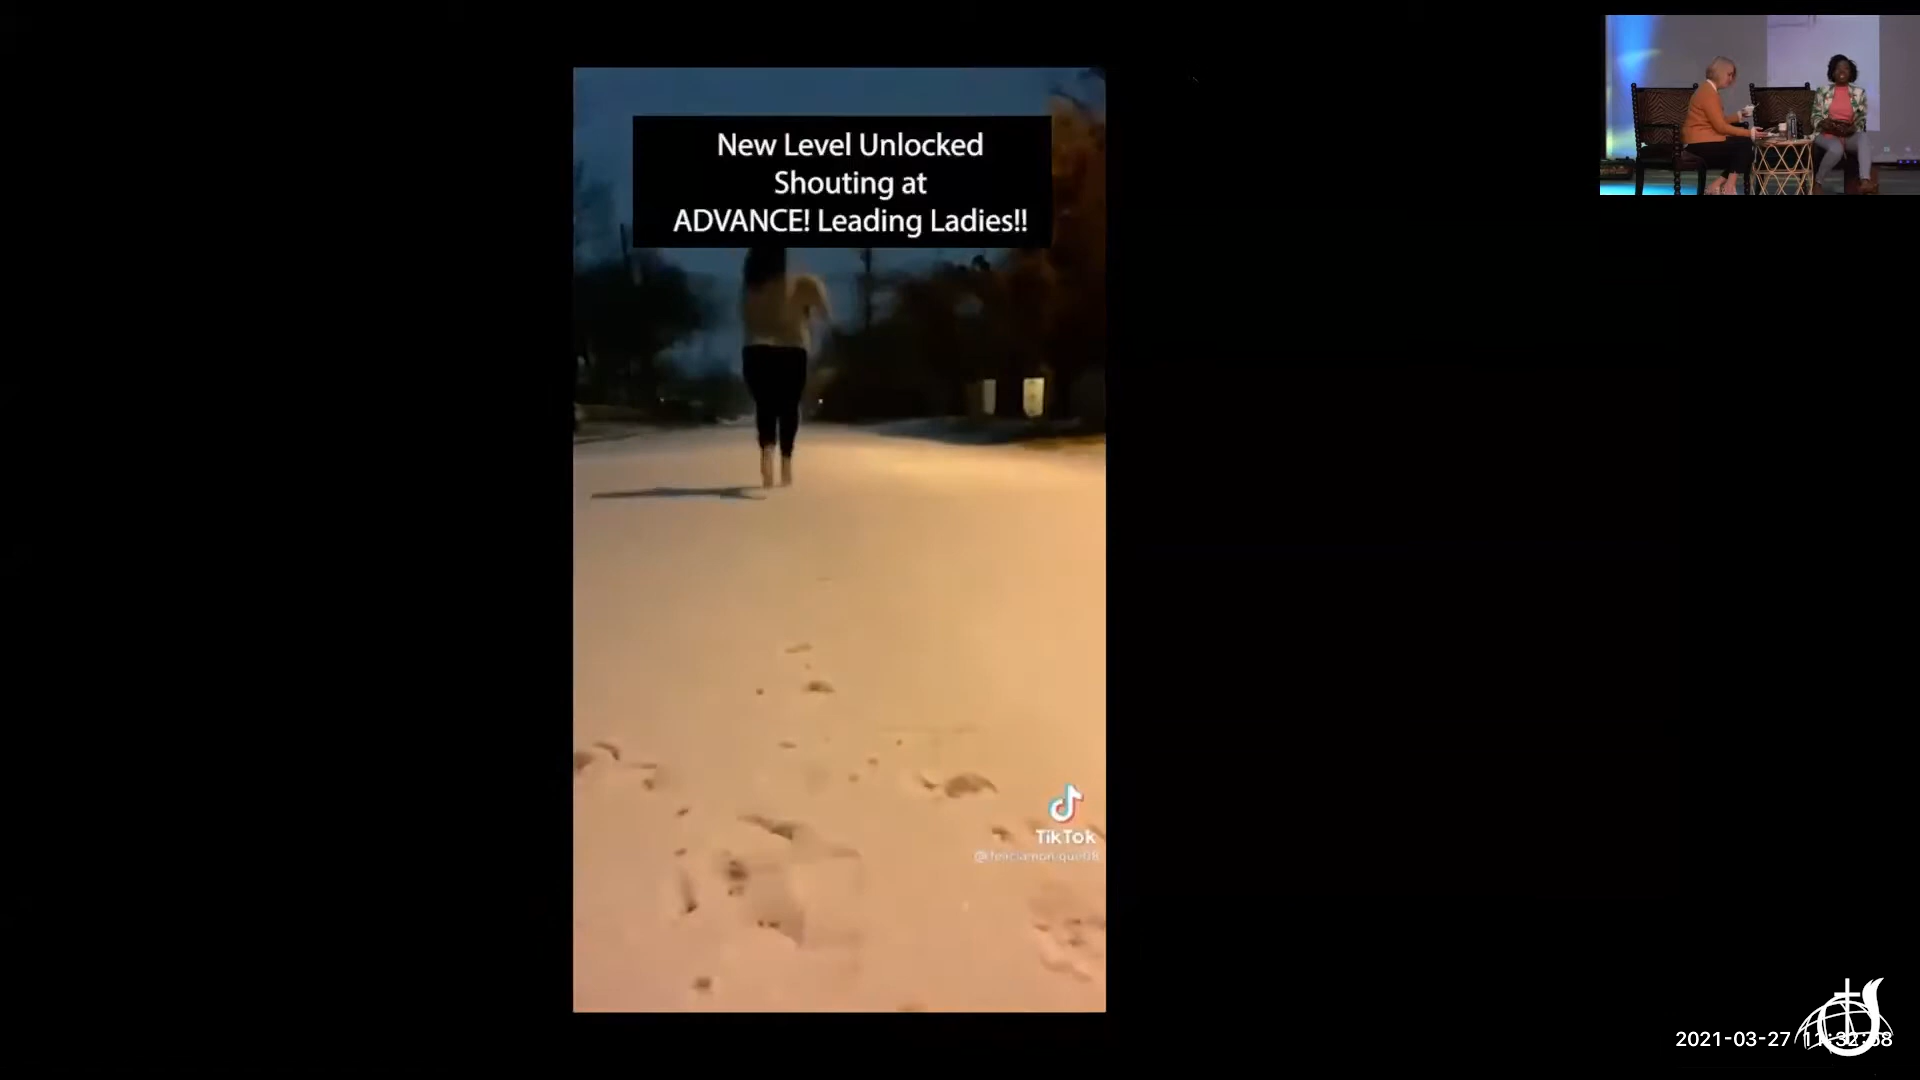 New Level Unlocked
Shouting at
ADVANCE! Leading Ladies!!
TikTok
2021-03-27